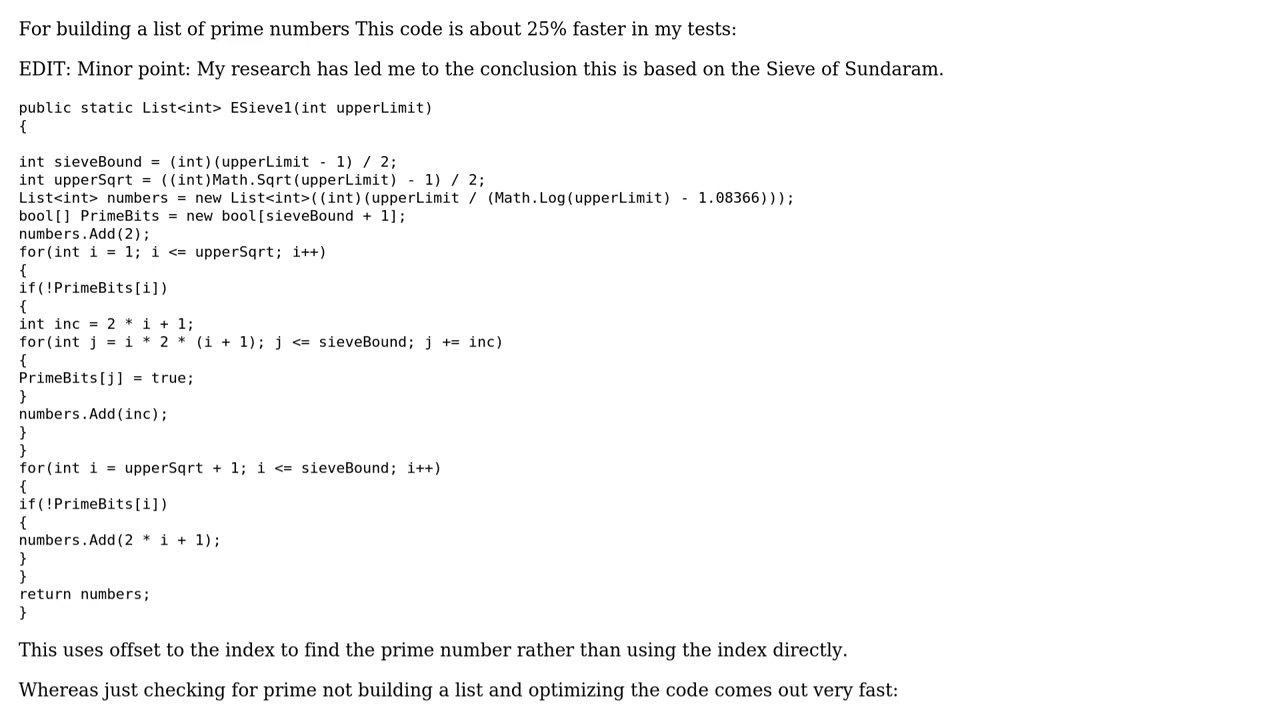 For building a list of prime numbers This code is about 25% faster in my tests:
EDIT: Minor point: My research has led me to the conclusion this is based on the Sieve of Sundaram.
public static List<int> ESieve1(int upperLimit)
{
int sieveBound = (int)(upperLimit - 1) / 2;
int upperSqrt = ((int)Math.Sqrt(upperLimit) - 1) / 2;
List<int> numbers = new List<int>((int)(upperLimit / (Math.Log(upperLimit) - 1.08366)));
bool[] PrimeBits = new bool[sieveBound + 1];
numbers.Add(2);
for(int i = 1; i <= upperSqrt; i++)
{
if(!PrimeBits[i])
{
int inc = 2 * i + 1;
for(int j = i * 2 * (i + 1); j <= sieveBound; j += inc)
{
PrimeBits[j] = true;
}
numbers.Add(inc);
}
}
for(int i = upperSqrt + 1; i <= sieveBound; i++)
{
if(!PrimeBits[i])
{
numbers.Add(2 * i + 1);
}
}
return numbers;
}
This uses offset to the index to find the prime number rather than using the index directly.
Whereas just checking for prime not building a list and optimizing the code comes out very fast: